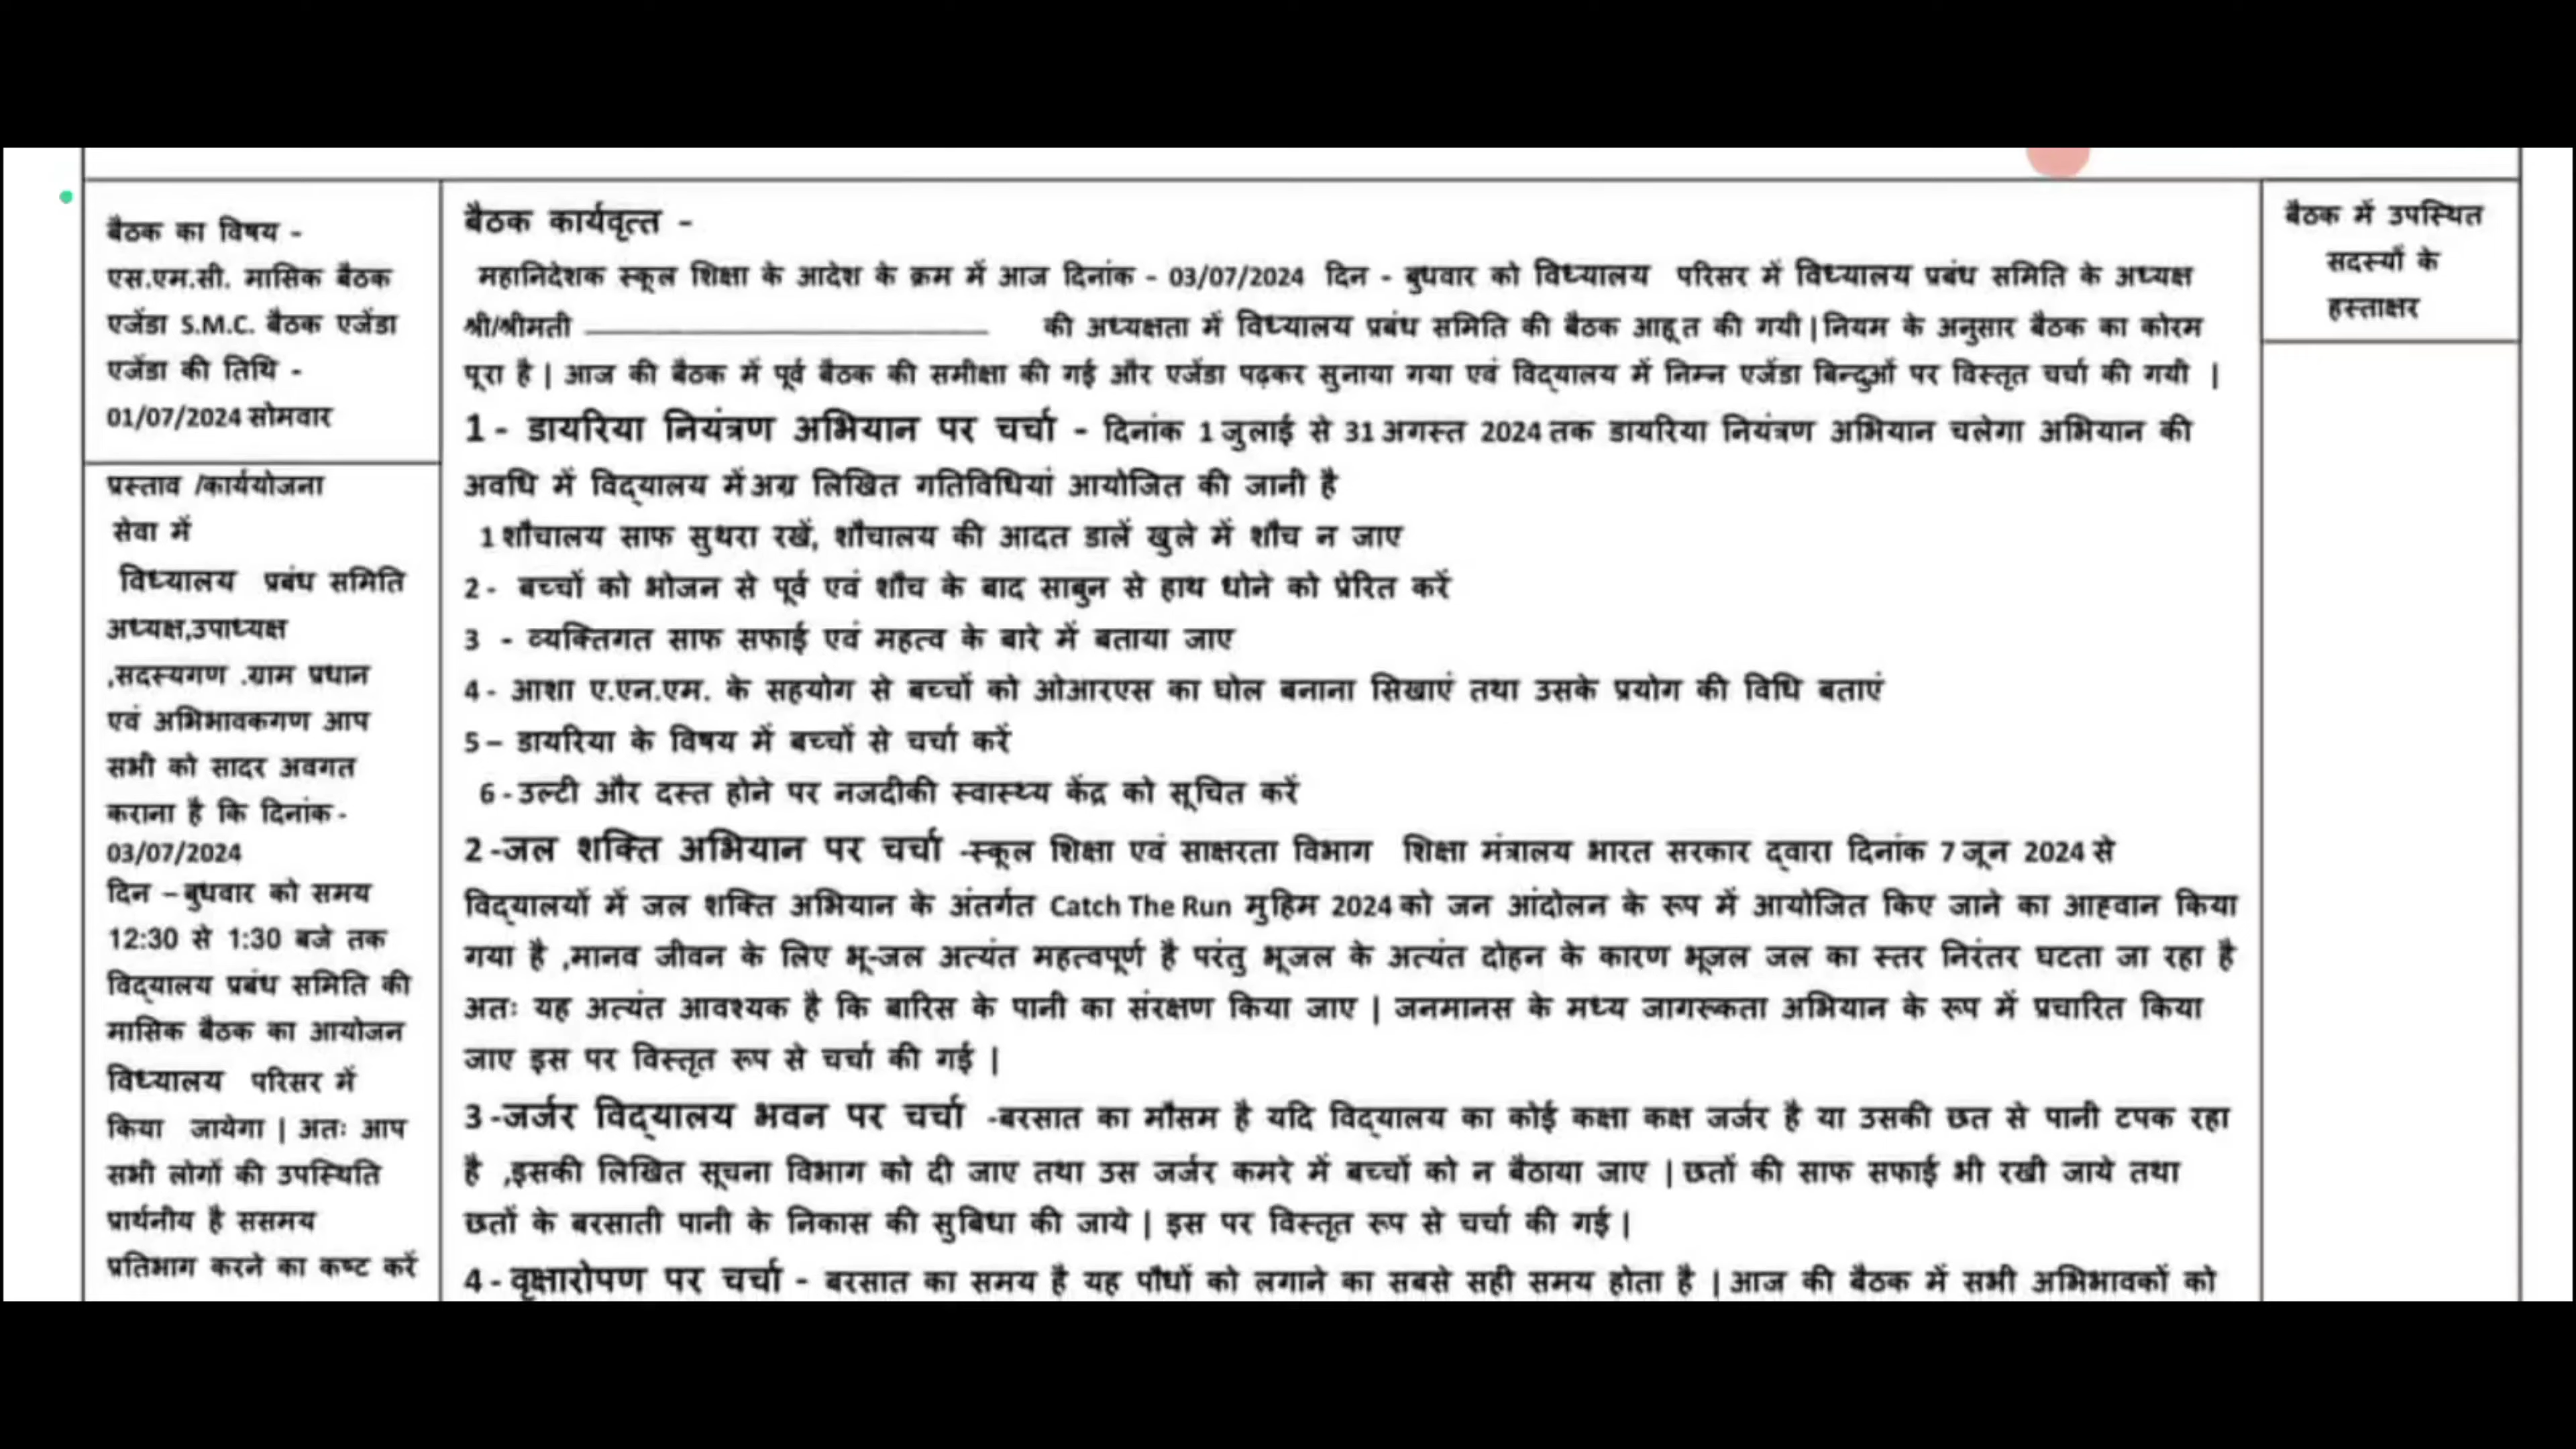 बैठक का विषय -
एस.एम.सी. मासिक बैठक
एजेंडा S.M.C. बैठक एजेंडा
एजेंडा की तिथि -
01/07/2024 सोमवार
प्रस्ताव /कार्ययोजना
सेवा में
विध्यालय प्रबंध समिति
अध्यक्ष,उपाध्यक्ष
,सदस्यगण .ग्राम प्रधान
एवं अभिभावकगण आप
सभी को सादर अवगत
कराना है कि दिनांक -
03/07/2024
दिन – बुधवार को समय
12:30 से 1:30 बजे तक
विद्यालय प्रबंध समिति की
मासिक बैठक का आयोजन
विध्यालय परिसर में
किया जायेगा | अतः आप
सभी लोगों की उपस्थिति
प्रार्थनीय है ससमय
प्रतिभाग करने का कष्ट करें
बैठक कार्यवृत्त -
महानिदेशक स्कूल शिक्षा के आदेश के क्रम में आज दिनांक - 03/07/2024 दिन - बुधवार को विध्यालय परिसर में विध्यालय प्रबंध समिति के अध्यक्ष
श्री/श्रीमती ______________________ की अध्यक्षता में विध्यालय प्रबंध समिति की बैठक आहूत की गयी | नियम के अनुसार बैठक का कोरम
पूरा है | आज की बैठक में पूर्व बैठक की समीक्षा की गई और एजेंडा पढ़कर सुनाया गया एवं विद्यालय में निम्न एजेंडा बिन्दुओं पर विस्तृत चर्चा की गयी |
1 - डायरिया नियंत्रण अभियान पर चर्चा - दिनांक 1 जुलाई से 31 अगस्त 2024 तक डायरिया नियंत्रण अभियान चलेगा अभियान की
अवधि में विद्यालय में अग्र लिखित गतिविधियां आयोजित की जानी है
1 शौचालय साफ सुथरा रखें, शौचालय की आदत डालें खुले में शौच न जाए
2 - बच्चों को भोजन से पूर्व एवं शौच के बाद साबुन से हाथ धोने को प्रेरित करें
3 - व्यक्तिगत साफ सफाई एवं महत्व के बारे में बताया जाए
4 - आशा ए.एन.एम. के सहयोग से बच्चों को ओआरएस का घोल बनाना सिखाएं तथा उसके प्रयोग की विधि बताएं
5 – डायरिया के विषय में बच्चों से चर्चा करें
6 - उल्टी और दस्त होने पर नजदीकी स्वास्थ्य केंद्र को सूचित करें
2 -जल शक्ति अभियान पर चर्चा -स्कूल शिक्षा एवं साक्षरता विभाग शिक्षा मंत्रालय भारत सरकार द्वारा दिनांक 7 जून 2024 से
विद्यालयों में जल शक्ति अभियान के अंतर्गत Catch The Run मुहिम 2024 को जन आंदोलन के रूप में आयोजित किए जाने का आहवान किया
गया है ,मानव जीवन के लिए भू-जल अत्यंत महत्वपूर्ण है परंतु भूजल के अत्यंत दोहन के कारण भूजल जल का स्तर निरंतर घटता जा रहा है
अतः यह अत्यंत आवश्यक है कि बारिस के पानी का संरक्षण किया जाए | जनमानस के मध्य जागरूकता अभियान के रूप में प्रचारित किया
जाए इस पर विस्तृत रूप से चर्चा की गई |
3 -जर्जर विद्यालय भवन पर चर्चा -बरसात का मौसम है यदि विद्यालय का कोई कक्षा कक्ष जर्जर है या उसकी छत से पानी टपक रहा
है ,इसकी लिखित सूचना विभाग को दी जाए तथा उस जर्जर कमरे में बच्चों को न बैठाया जाए | छतों की साफ सफाई भी रखी जाये तथा
छतों के बरसाती पानी के निकास की सुबिधा की जाये | इस पर विस्तृत रूप से चर्चा की गई |
4 - वृक्षारोपण पर चर्चा - बरसात का समय है यह पौधों को लगाने का सबसे सही समय होता है | आज की बैठक में सभी अभिभावकों को
बैठक में उपस्थित
सदस्यों के
हस्ताक्षर